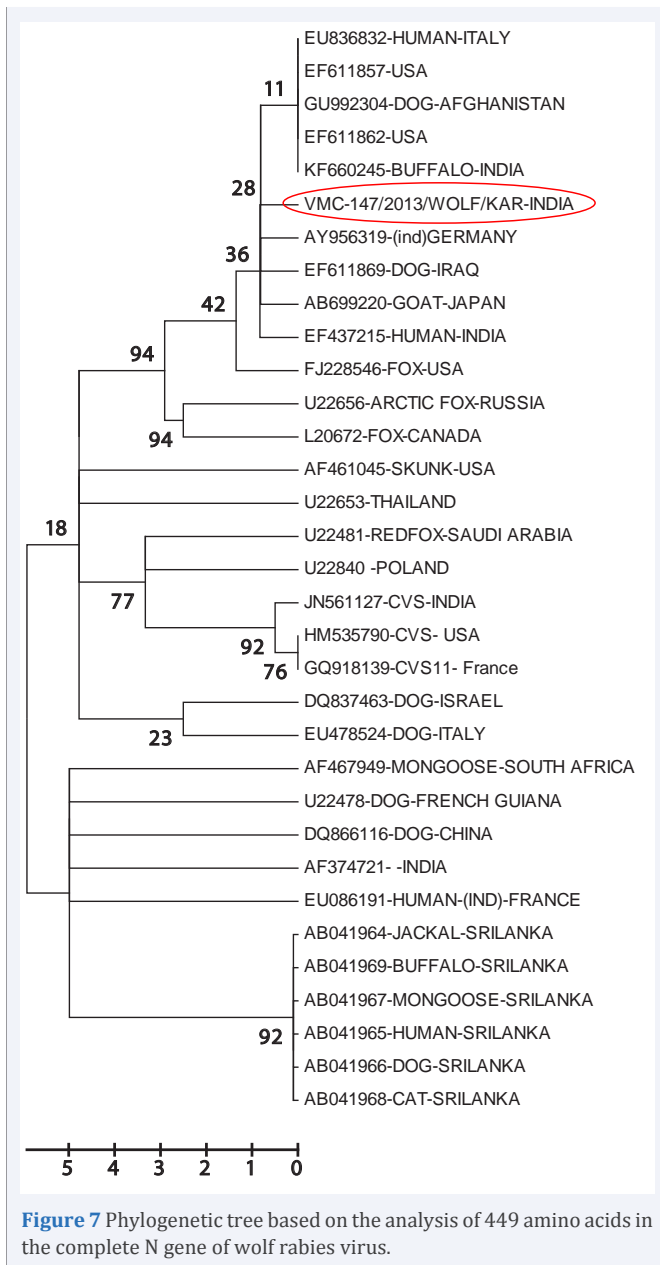 EU836832-HUMAN-ITALY
EF611857-USA
11
GU992304-DOG-AFGHANISTAN
EF611862-USA
KF660245-BUFFALO-INDIA
28
VMC-147/2013/WOLF/KAR-INDIA
AY956319-(ind)GERMANY
36
EF611869-DOG-IRAQ
42
AB699220-GOAT-JAPAN
EF437215-HUMAN-INDIA
94
FJ228546-FOX-USA
U22656-ARCTIC FOX-RUSSIA
94
L20672-FOX-CANADA
AF461045-SKUNK-USA
U22653-THAILAND
18
U22481-REDFOX-SAUDI ARABIA
U22840 -POLAND
77
JN561127-CVS-INDIA
92
HM535790-CVS- USA
76
GQ918139-CVS11- France
DQ837463-DOG-ISRAEL
23
EU478524-DOG-ITALY
AF467949-MONGOOSE-SOUTH AFRICA
U22478-DOG-FRENCH GUIANA
DQ866116-DOG-CHINA
AF374721- -INDIA
EU086191-HUMAN-(IND)-FRANCE
AB041964-JACKAL-SRILANKA
AB041969-BUFFALO-SRILANKA
AB041967-MONGOOSE-SRILANKA
92
AB041965-HUMAN-SRILANKA
AB041966-DOG-SRILANKA
AB041968-CAT-SRILANKA
5 4 3 2 1 0
Figure 7 Phylogenetic tree based on the analysis of 449 amino acids in
the complete N gene of wolf rabies virus.